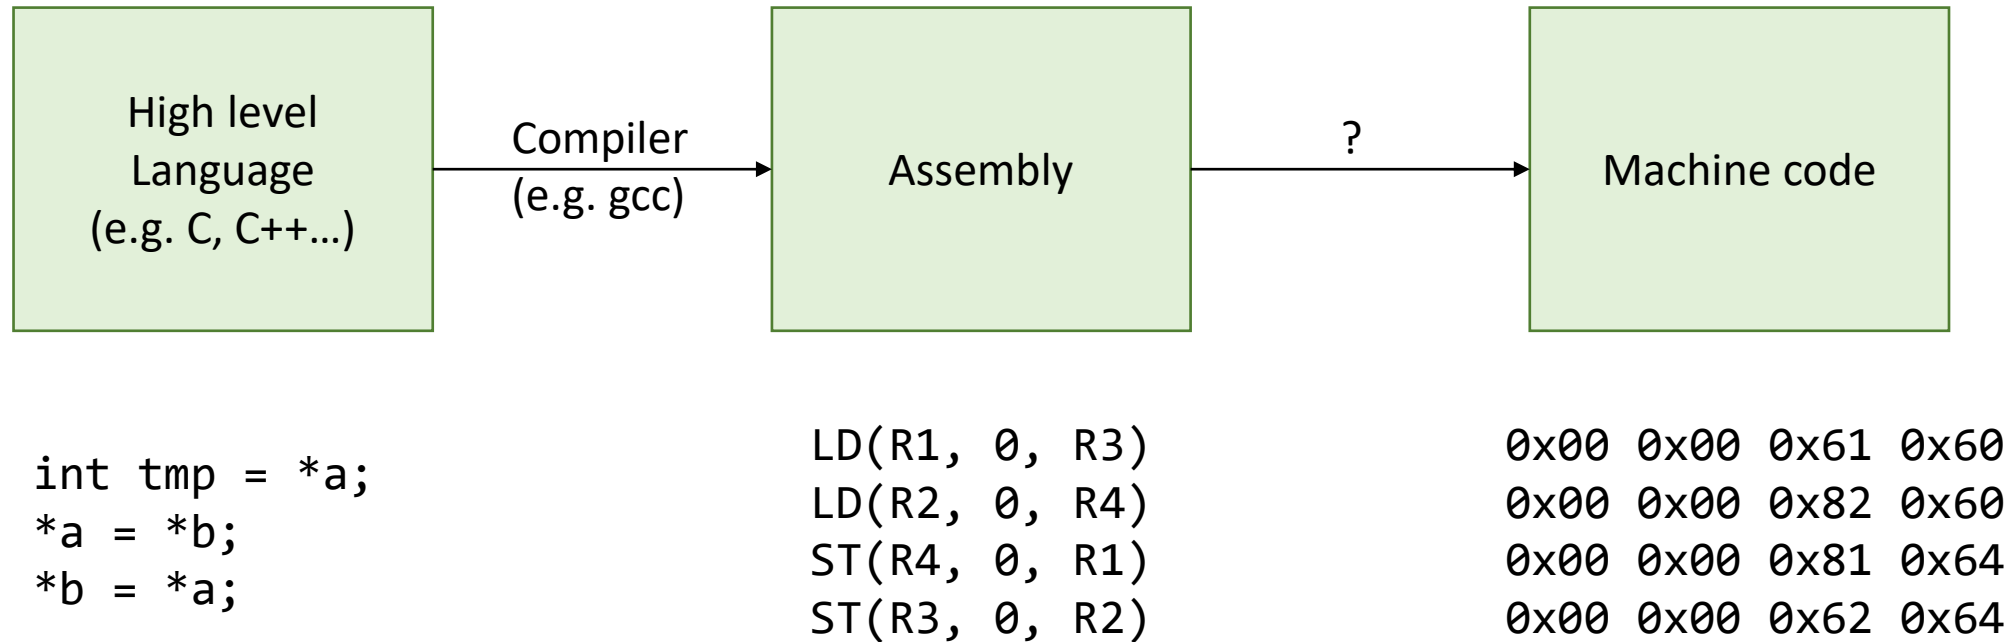 High level
Language
(e.g. C, C++…)
Compiler
(e.g. gcc)
Assembly
?
Machine code
int tmp = *a;
*a = *b;
*b = *a;
LD(R1, 0, R3)
LD(R2, 0, R4)
ST(R4, 0, R1)
ST(R3, 0, R2)
0x00 0x00 0x61 0x60
0x00 0x00 0x82 0x60
0x00 0x00 0x81 0x64
0x00 0x00 0x62 0x64